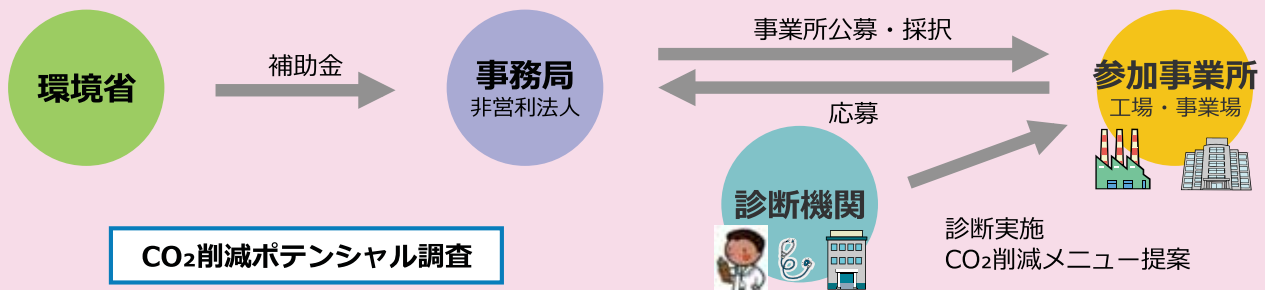 環境省
補助金
事務局
非営利法人
事業所公募・採択
応募
参加事業所
工場・事業場
診断機関
診断実施
CO₂削減メニュー提案
CO₂削減ポテンシャル調査